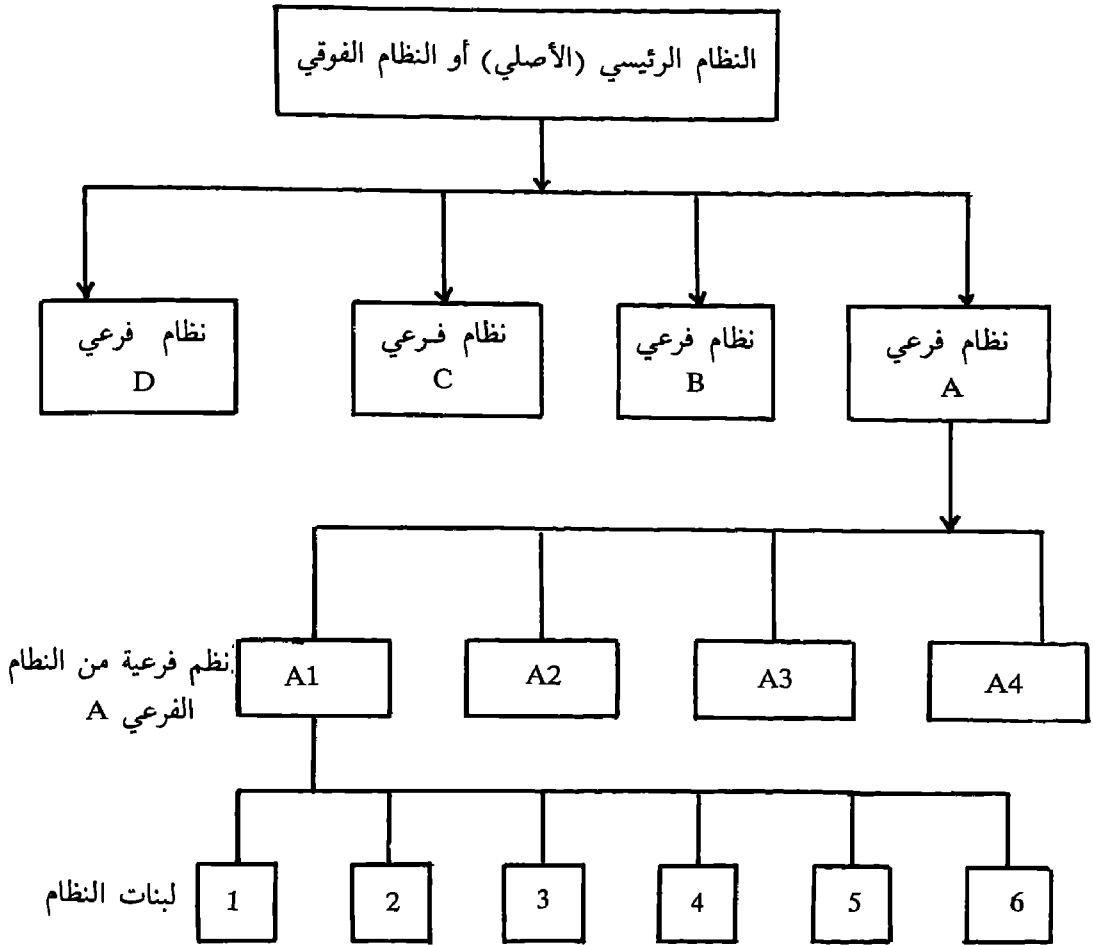 النظام الرئيسي (الأصلي) أو النظام الفوقي
نظام فرعي
A
نظام فرعي
B
نظام فرعي
C
نظام فرعي
D
نظم فرعية من النطام
الفرعي A
A1
A2
A3
A4
لبنات النظام
1
2
3
4
5
6